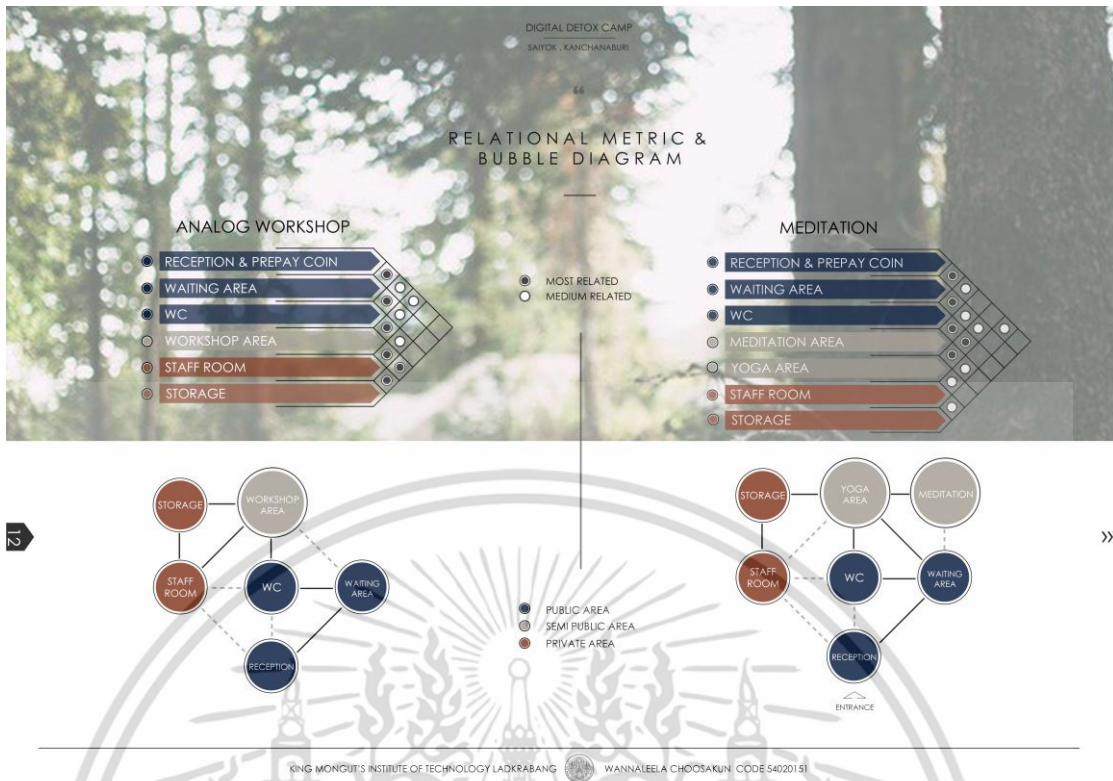 DIGITAL DETOX CAMP
SAIYOK , KANCHANABURI
“
RELATIONAL METRIC &
BUBBLE DIAGRAM
ANALOG WORKSHOP
RECEPTION & PREPAY COIN
WAITING AREA
WC
WORKSHOP AREA
STAFF ROOM
STORAGE
MOST RELATED
MEDIUM RELATED
MEDITATION
RECEPTION & PREPAY COIN
WAITING AREA
WC
MEDITATION AREA
YOGA AREA
STAFF ROOM
STORAGE
STORAGE
WORKSHOP
AREA
STAFF
ROOM
WC
WAITING
AREA
RECEPTION
PUBLIC AREA
SEMI PUBLIC AREA
PRIVATE AREA
STORAGE
YOGA
AREA
MEDITATION
STAFF
ROOM
WC
WAITING
AREA
RECEPTION
ENTRANCE
12
»
KING MONGUT'S INSTITUTE OF TECHNOLOGY LADKRABANG WANNALEELA CHOOSAKUN CODE 54020151